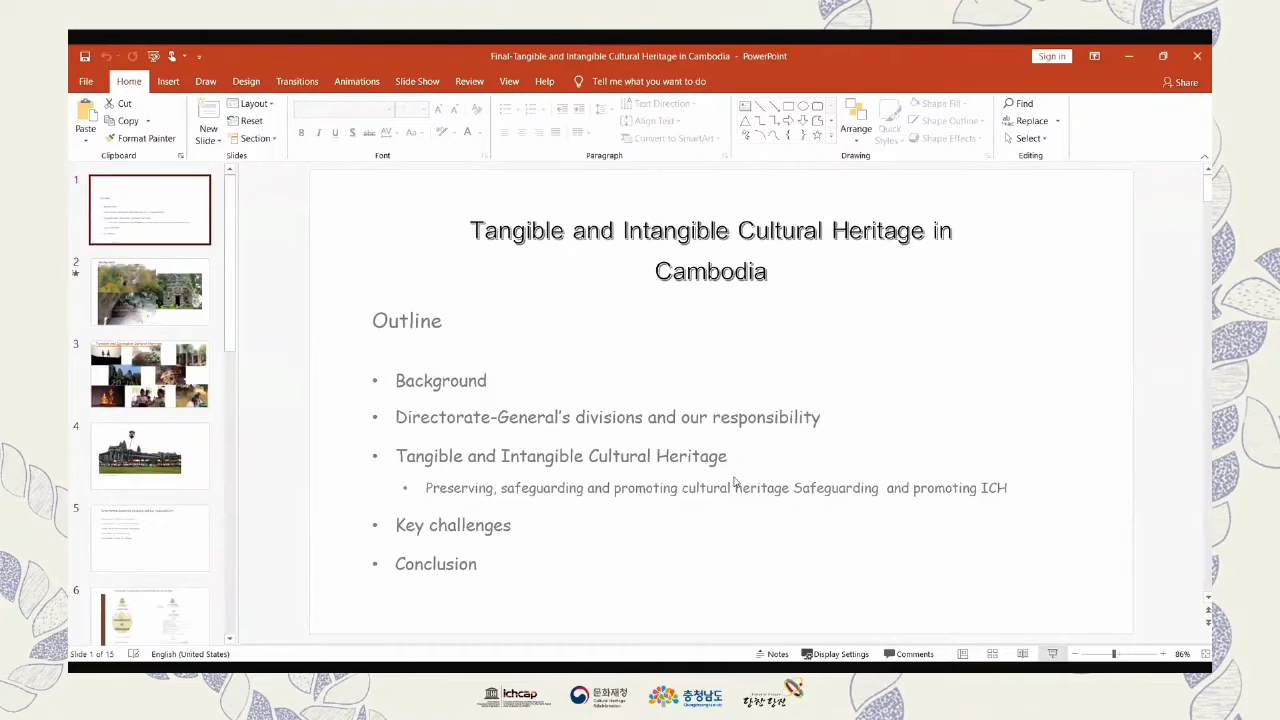 Final-Tangible and Intangible Cultural Heritage in Cambodia - PowerPoint
Sign in
File Home Insert Draw Design Transitions Animations Slide Show Review View Help Tell me what you want to do
Share
Paste
Cut
Copy
Format Painter
Clipboard
New Slide
Layout
Reset
Section
Slides
Font
Text Direction
Align Text
Convert to SmartArt
Paragraph
Arrange
Quick Styles
Shape Fill
Shape Outline
Shape Effects
Drawing
Find
Replace
Select
Editing
1
2
3
4
5
6
Tangible and Intangible Cultural Heritage in
Cambodia
Outline
• Background
• Directorate-General's divisions and our responsibility
• Tangible and Intangible Cultural Heritage
• Preserving, safeguarding and promoting cultural heritage Safeguarding and promoting ICH
• Key challenges
• Conclusion
Slide 1 of 15 English (United States) Notes Display Settings Comments 86%
ichcap
문화재청
Cultural Heritage
Administration
충청남도